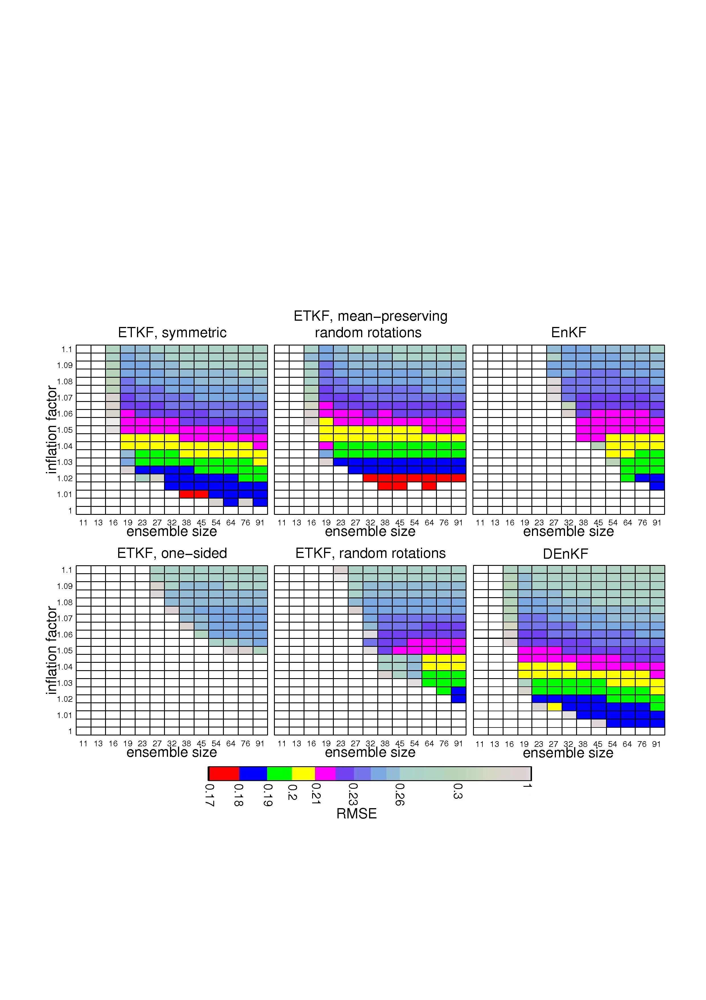 ETKF, symmetric
ETKF, mean−preserving
random rotations
EnKF
inflation factor
1.1
1.09
1.08
1.07
1.06
1.05
1.04
1.03
1.02
1.01
1
11 13 16 19 23 27 32 38 45 54 64 76 91
ensemble size
11 13 16 19 23 27 32 38 45 54 64 76 91
ensemble size
11 13 16 19 23 27 32 38 45 54 64 76 91
ensemble size
ETKF, one−sided
ETKF, random rotations
DEnKF
inflation factor
1.1
1.09
1.08
1.07
1.06
1.05
1.04
1.03
1.02
1.01
1
11 13 16 19 23 27 32 38 45 54 64 76 91
ensemble size
11 13 16 19 23 27 32 38 45 54 64 76 91
ensemble size
11 13 16 19 23 27 32 38 45 54 64 76 91
ensemble size
0.17 0.18 0.19 0.2 0.21 0.23 0.26 0.3 1
RMSE